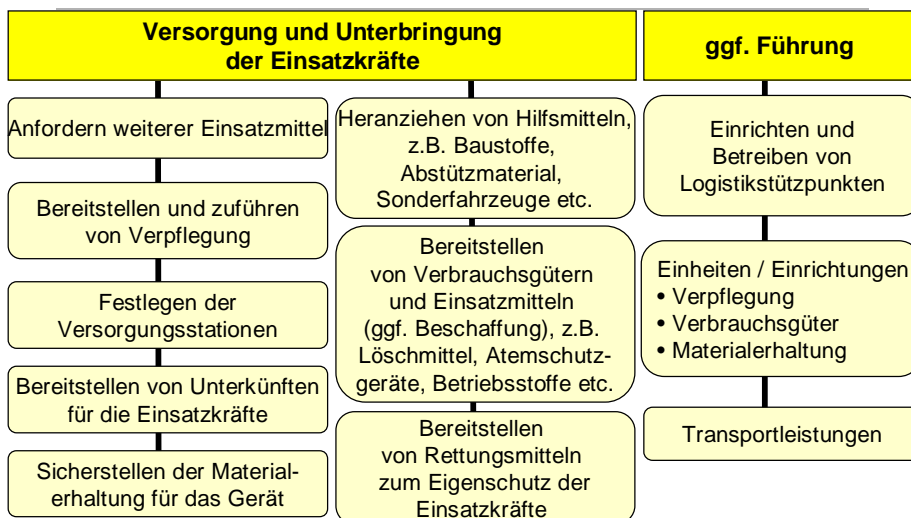 Versorgung und Unterbringung
der Einsatzkräfte
Anfordern weiterer Einsatzmittel
Bereitstellen und zuführen
von Verpflegung
Festlegen der
Versorgungsstationen
Bereitstellen von Unterkünften
für die Einsatzkräfte
Sicherstellen der Material-
erhaltung für das Gerät
Heranziehen von Hilfsmitteln,
z.B. Baustoffe,
Abstützmaterial,
Sonderfahrzeuge etc.
Bereitstellen
von Verbrauchsgütern
und Einsatzmitteln
(ggf. Beschaffung), z.B.
Löschmittel, Atemschutz-
geräte, Betriebsstoffe etc.
Bereitstellen
von Rettungsmitteln
zum Eigenschutz der
Einsatzkräfte
ggf. Führung
Einrichten und
Betreiben von
Logistikstützpunkten
Einheiten / Einrichtungen
• Verpflegung
• Verbrauchsgüter
• Materialerhaltung
Transportleistungen